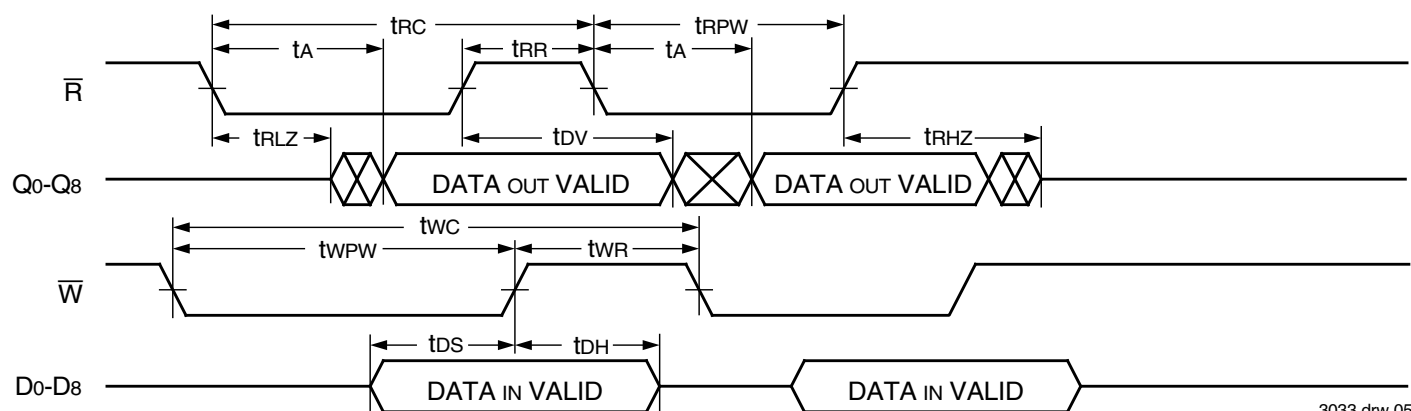 tRC tRPW
tA tRR tA
R̅
tRLZ tDV tRHZ
Q0-Q8 DATA OUT VALID DATA OUT VALID
tWC
tWPW tWR
W̅
tDS tDH
D0-D8 DATA IN VALID DATA IN VALID
3033 drw 05